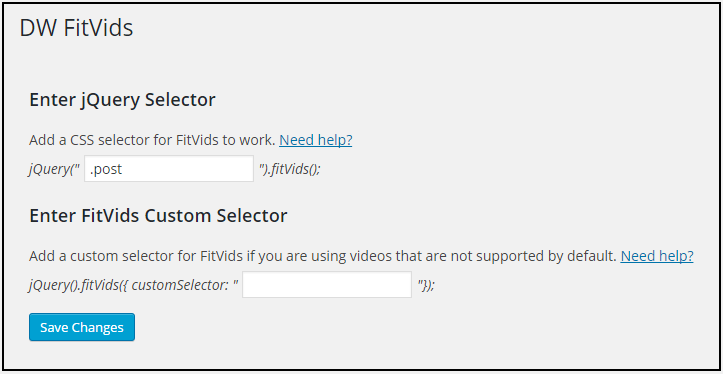 DW FitVids
Enter jQuery Selector
Add a CSS selector for FitVids to work. Need help?
jQuery(" .post ").fitVids();
Enter FitVids Custom Selector
Add a custom selector for FitVids if you are using videos that are not supported by default. Need help?
jQuery().fitVids({ customSelector: " "});
Save Changes